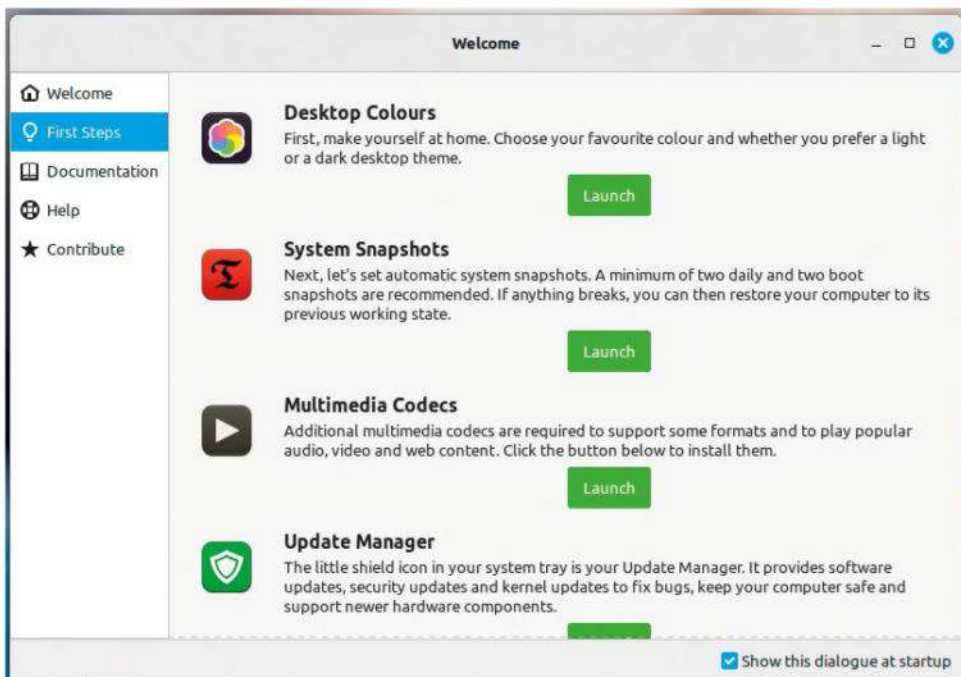 Welcome
Welcome
First Steps
Documentation
Help
Contribute
Desktop Colours
First, make yourself at home. Choose your favourite colour and whether you prefer a light
or a dark desktop theme.
Launch
System Snapshots
Next, let's set automatic system snapshots. A minimum of two daily and two boot
snapshots are recommended. If anything breaks, you can then restore your computer to its
previous working state.
Launch
Multimedia Codecs
Additional multimedia codecs are required to support some formats and to play popular
audio, video and web content. Click the button below to install them.
Launch
Update Manager
The little shield icon in your system tray is your Update Manager. It provides software
updates, security updates and kernel updates to fix bugs, keep your computer safe and
support newer hardware components.
Show this dialogue at startup